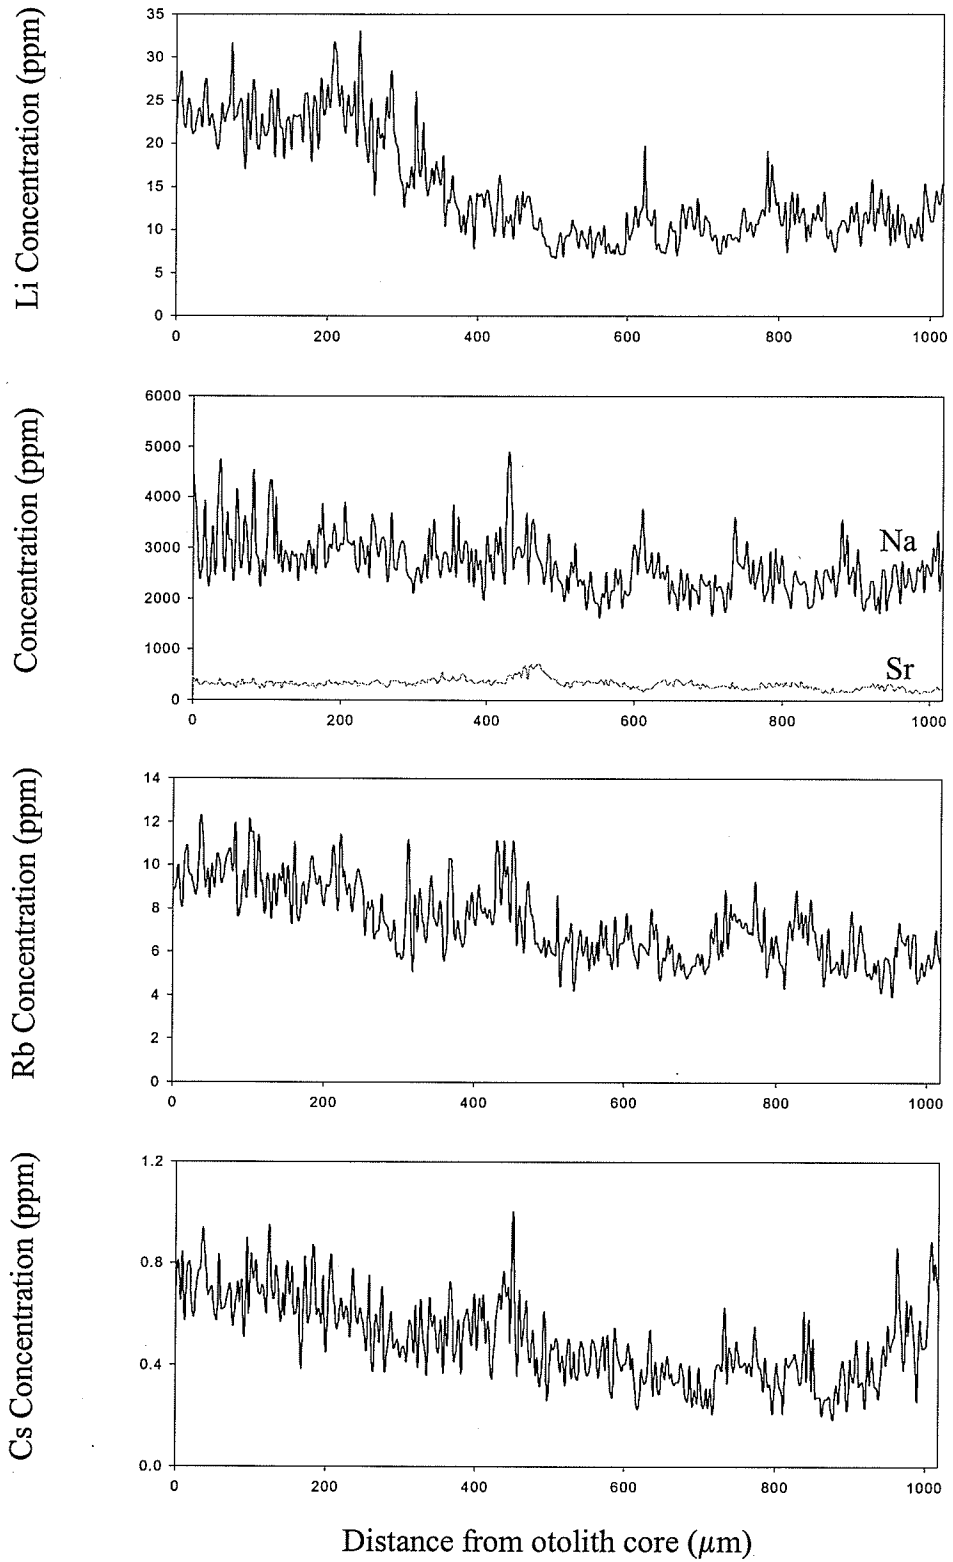 Li Concentration (ppm)
35
30
25
20
15
10
5
0
0 200 400 600 800 1000
Concentration (ppm)
6000
5000
4000
3000
2000
1000
0
Na
Sr
0 200 400 600 800 1000
Rb Concentration (ppm)
14
12
10
8
6
4
2
0
0 200 400 600 800 1000
Cs Concentration (ppm)
1.2
0.8
0.4
0.0
0 200 400 600 800 1000
Distance from otolith core (μm)